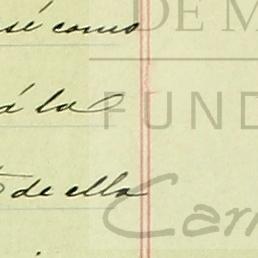 sé como
DE M
á la
FUND
de ella
Carm